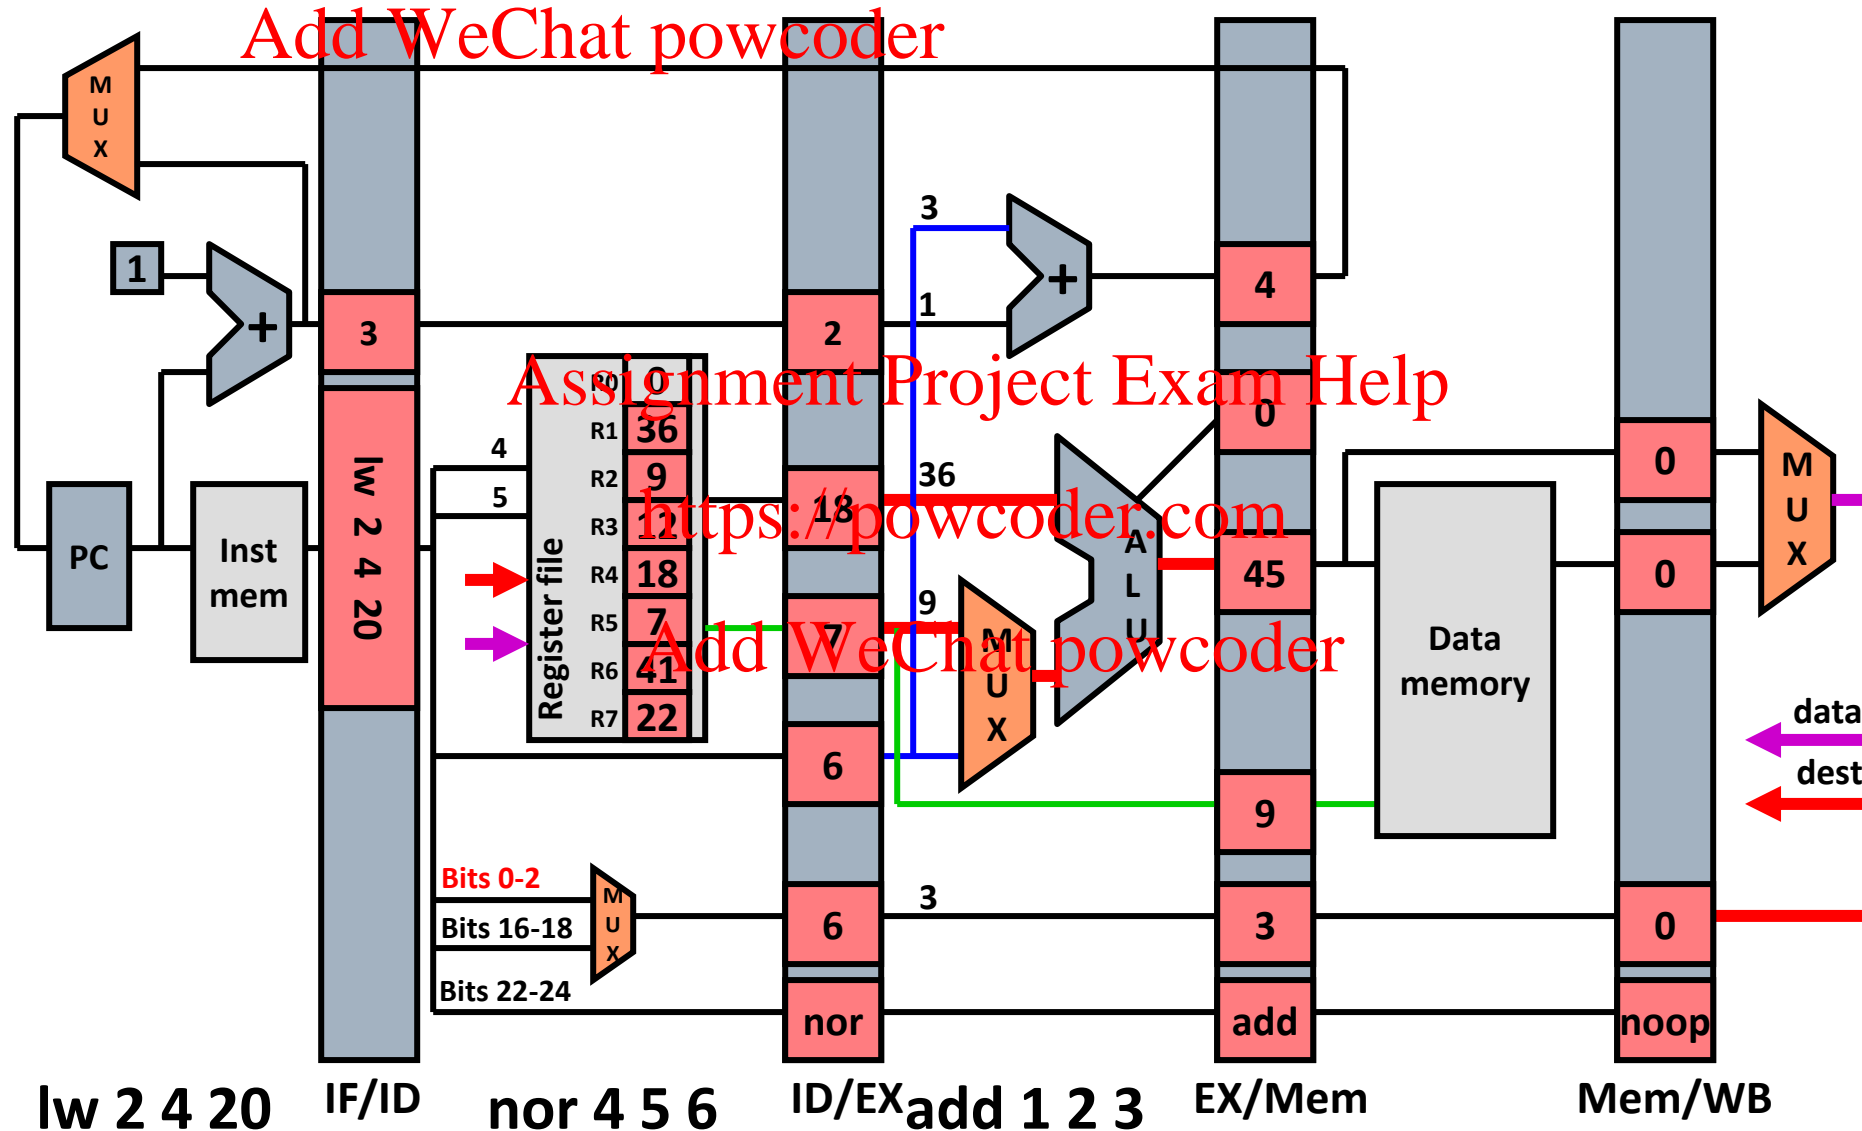 Add WeChat powcoder
M
U
X
3
1
+
+
4
1
3
2
Assignment Project Exam Help
R0 0
0
R1 36
4
36
M
U
X
R2 9
0
lw 2 4 20
5
https://powcoder.com
18
R3 12
PC
Inst
mem
Register file
A
L
U
45
0
R4 18
9
R5 7
7
Add WeChat powcoder
M
U
X
Data
memory
R6 41
R7 22
data
6
dest
9
Bits 0-2
M
U
X
3
Bits 16-18
6
3
0
Bits 22-24
nor
add
noop
lw 2 4 20
IF/ID
nor 4 5 6
ID/EX
add 1 2 3
EX/Mem
Mem/WB